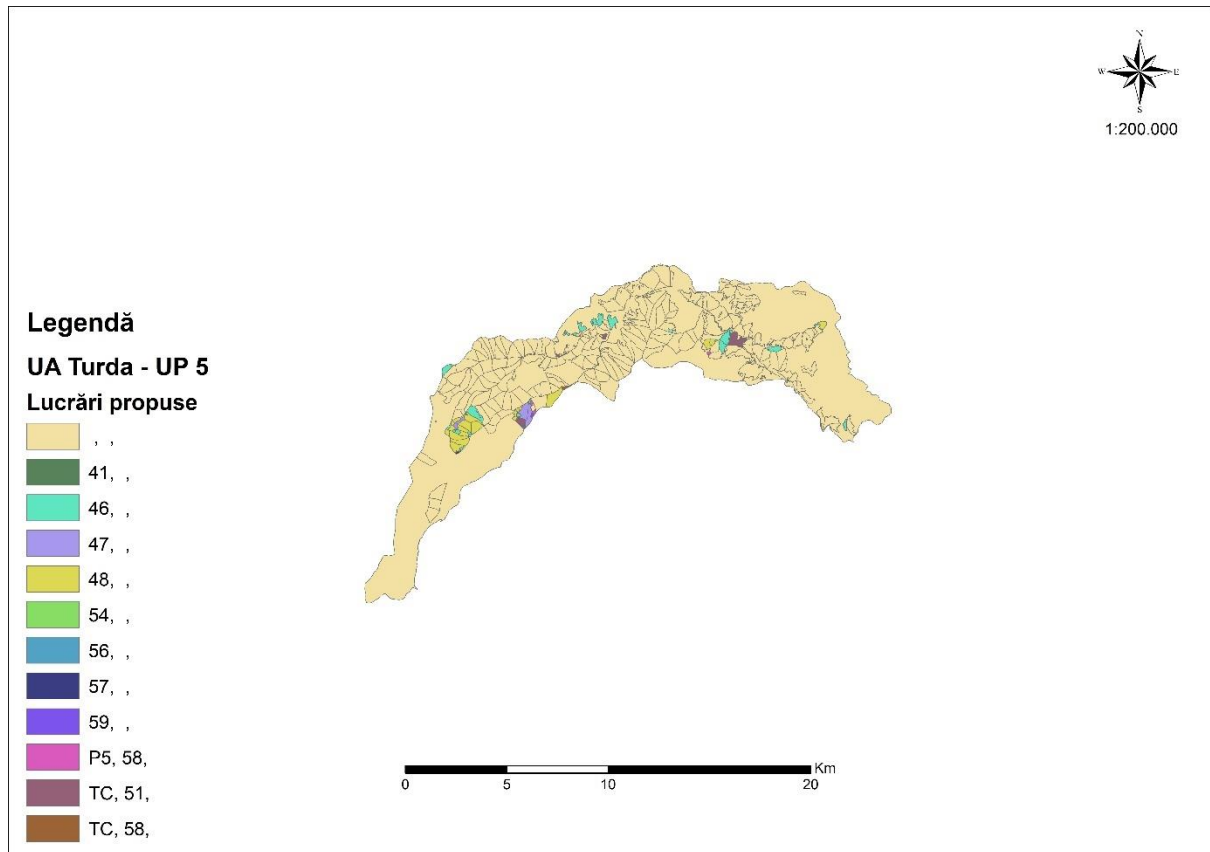 N
W E
S
1:200.000
Legendă
UA Turda - UP 5
Lucrări propuse
, ,
41, ,
46, ,
47, ,
48, ,
54, ,
56, ,
57, ,
59, ,
P5, 58,
TC, 51,
TC, 58,
Km
0 5 10 20